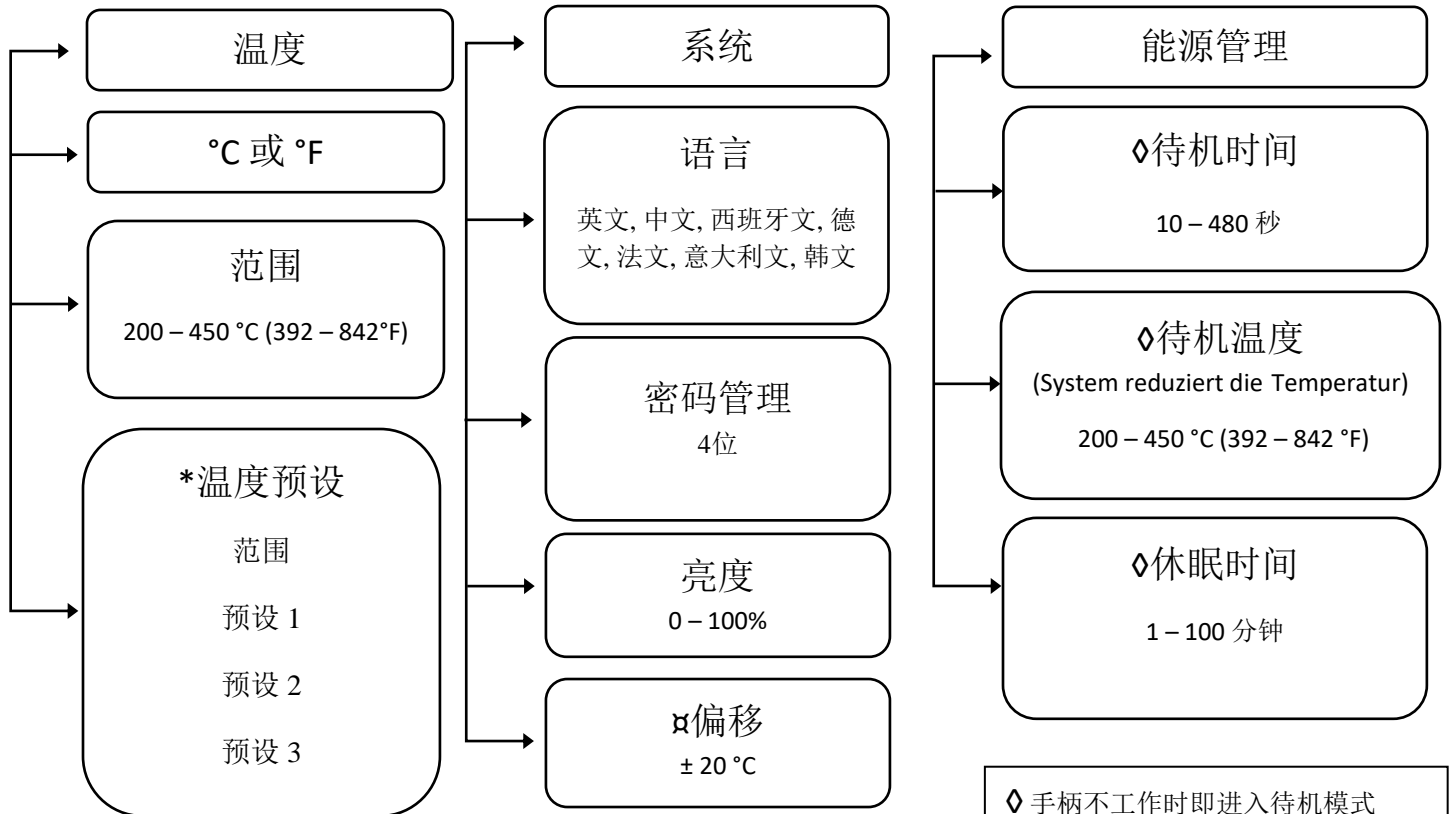 温度
°C 或 °F
范围
200 – 450 °C (392 – 842°F)
*温度预设
范围
预设 1
预设 2
预设 3
系统
语言
英文, 中文, 西班牙文, 德
文, 法文, 意大利文, 韩文
密码管理
4位
亮度
0 – 100%
¤偏移
± 20 °C
能源管理
◊待机时间
10 – 480 秒
◊待机温度
(System reduziert die Temperatur)
200 – 450 °C (392 – 842 °F)
◊休眠时间
1 – 100 分钟
◊ 手柄不工作时即进入待机模式